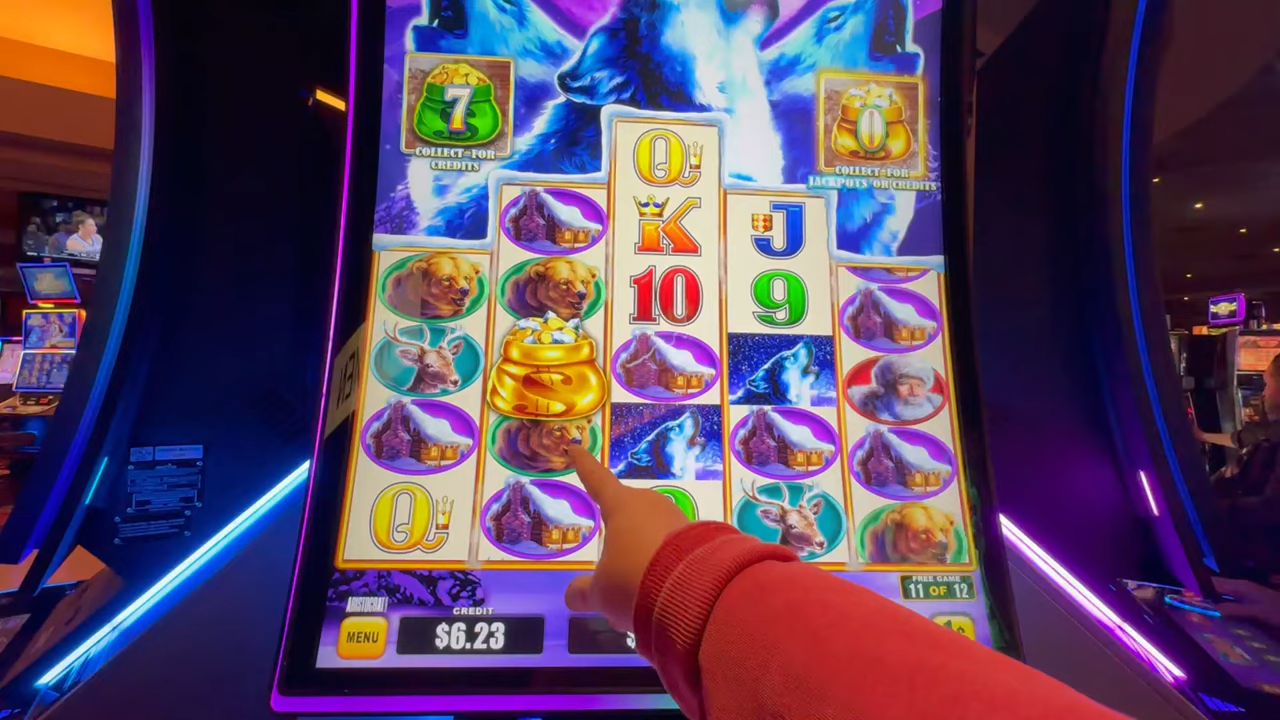 7
COLLECT FOR
CREDITS
0
COLLECT FOR
JACKPOTS OR CREDITS
Q
K
J
10
9
$
Q
FREE GAME
11 OF 12
ARISTOCRAT
CREDIT
MENU
$6.23
$
1¢